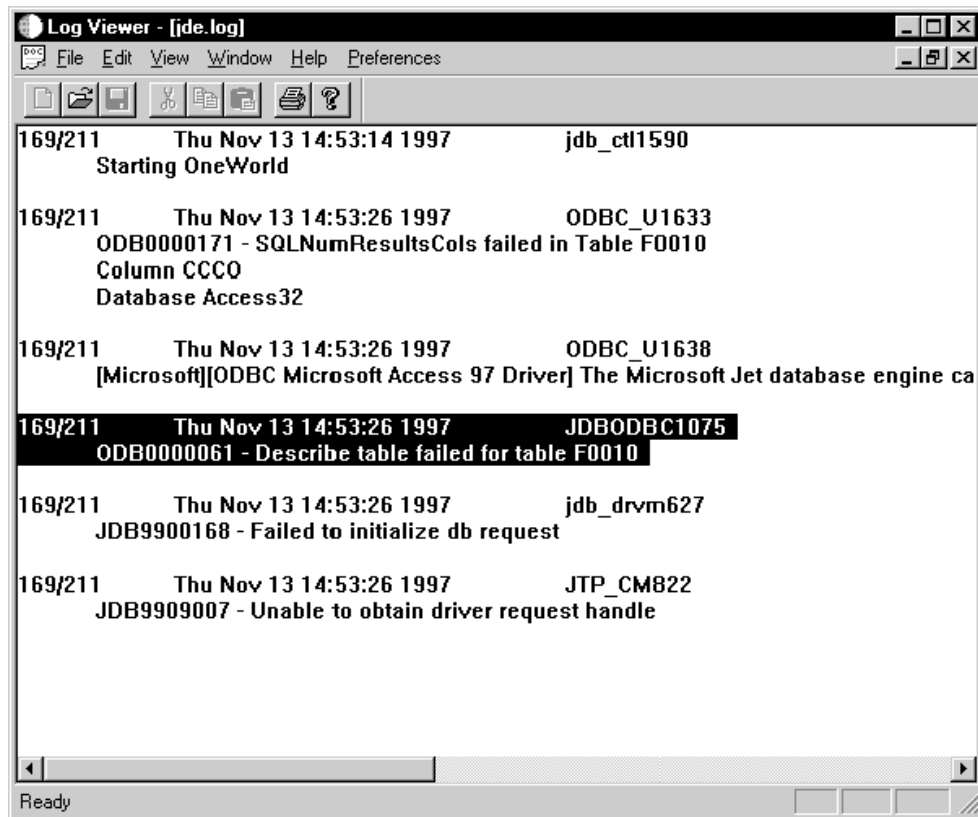 Log Viewer - [jde.log]
File Edit View Window Help Preferences
169/211 Thu Nov 13 14:53:14 1997 jdb_ctl1590
Starting OneWorld
169/211 Thu Nov 13 14:53:26 1997 ODBC_U1633
ODB0000171 - SQLNumResultsCols failed in Table F0010
Column CCCO
Database Access32
169/211 Thu Nov 13 14:53:26 1997 ODBC_U1638
[Microsoft][ODBC Microsoft Access 97 Driver] The Microsoft Jet database engine ca
169/211 Thu Nov 13 14:53:26 1997 JDBODBC1075
ODB0000061 - Describe table failed for table F0010
169/211 Thu Nov 13 14:53:26 1997 jdb_drvm627
JDB9900168 - Failed to initialize db request
169/211 Thu Nov 13 14:53:26 1997 JTP_CM822
JDB9909007 - Unable to obtain driver request handle
Ready